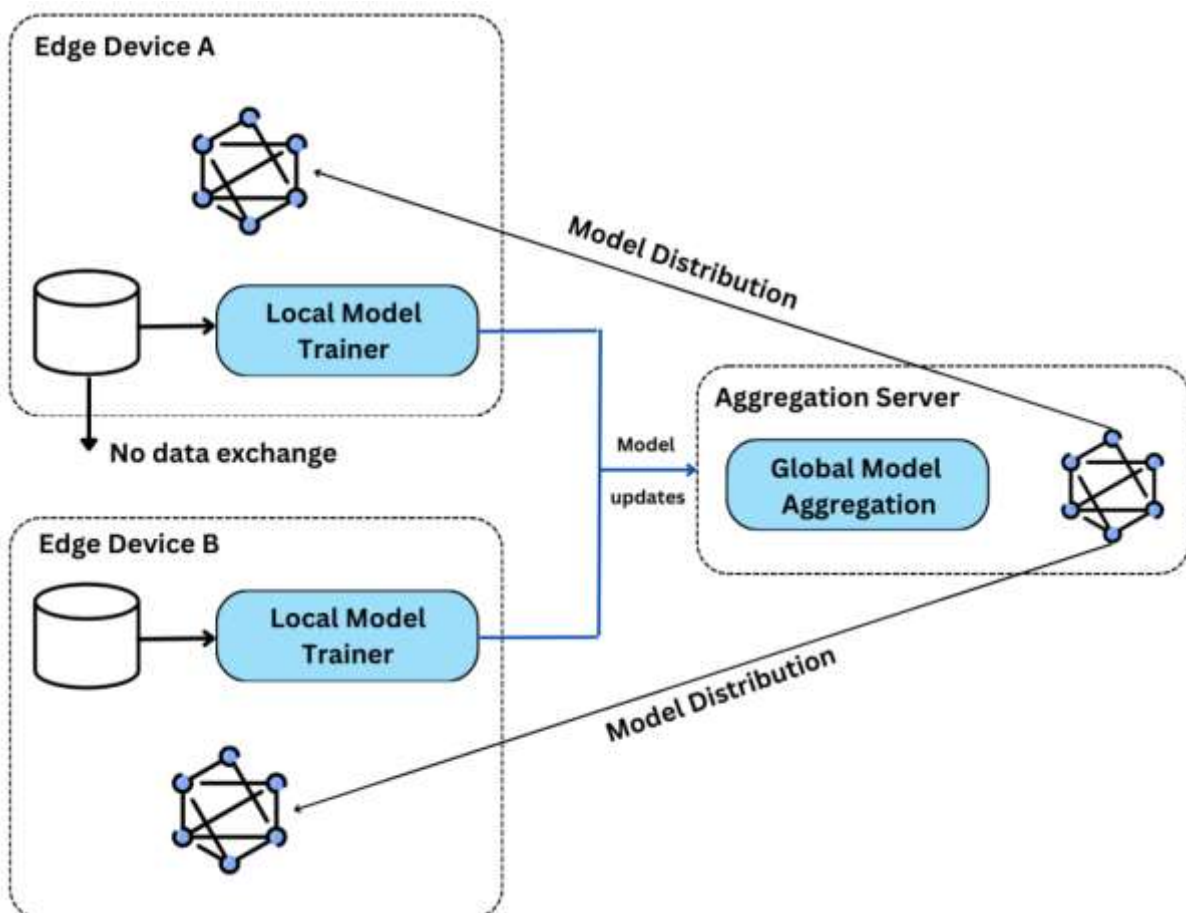 Edge Device A
Model Distribution
Local Model
Trainer
Aggregation Server
No data exchange
Model
updates
Global Model
Aggregation
Edge Device B
Local Model
Trainer
Model Distribution